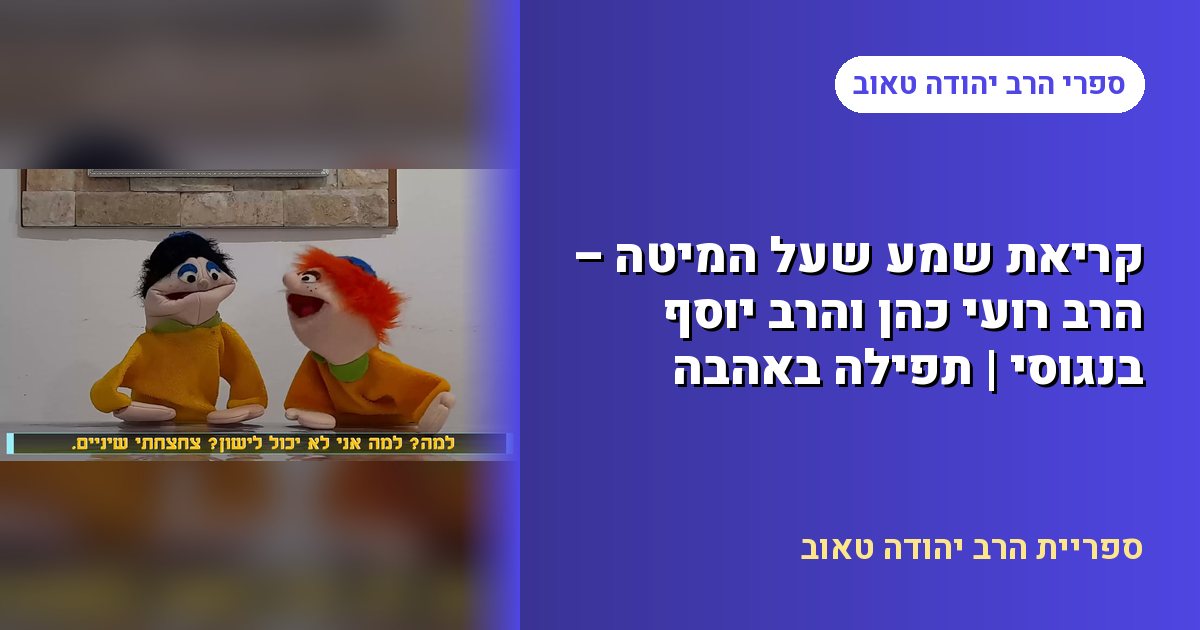 ספרי הרב יהודה טאוב
קריאת שמע שעל המיטה –
הרב רועי כהן והרב יוסף
בנגוסי | תפילה באהבה
למה? למה אני לא יכול לישון? צחצחתי שיניים.
ספריית הרב יהודה טאוב